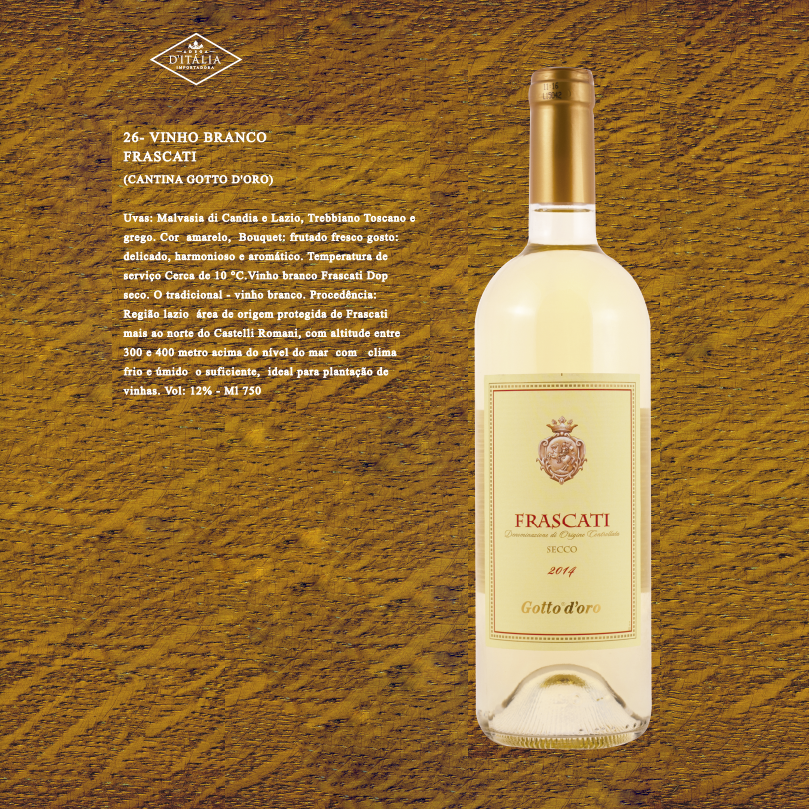 ADEGA
D'ITÁLIA
IMPORTADORA
26- VINHO BRANCO
FRASCATI
(CANTINA GOTTO D'ORO)
Uvas: Malvasia di Candia e Lazio, Trebbiano Toscano e
grego. Cor amarelo, Bouquet: frutado fresco gosto:
delicado, harmonioso e aromático. Temperatura de
serviço Cerca de 10 °C.Vinho branco Frascati Dop
seco. O tradicional - vinho branco. Procedência:
Região lazio área de origem protegida de Frascati
mais ao norte do Castelli Romani, com altitude entre
300 e 400 metro acima do nível do mar com clima
frio e úmido o suficiente, ideal para plantação de
vinhas. Vol: 12% - Ml 750
FRASCATI
Denominazione di Origine Controllata
SECCO
2014
Gotto d'oro